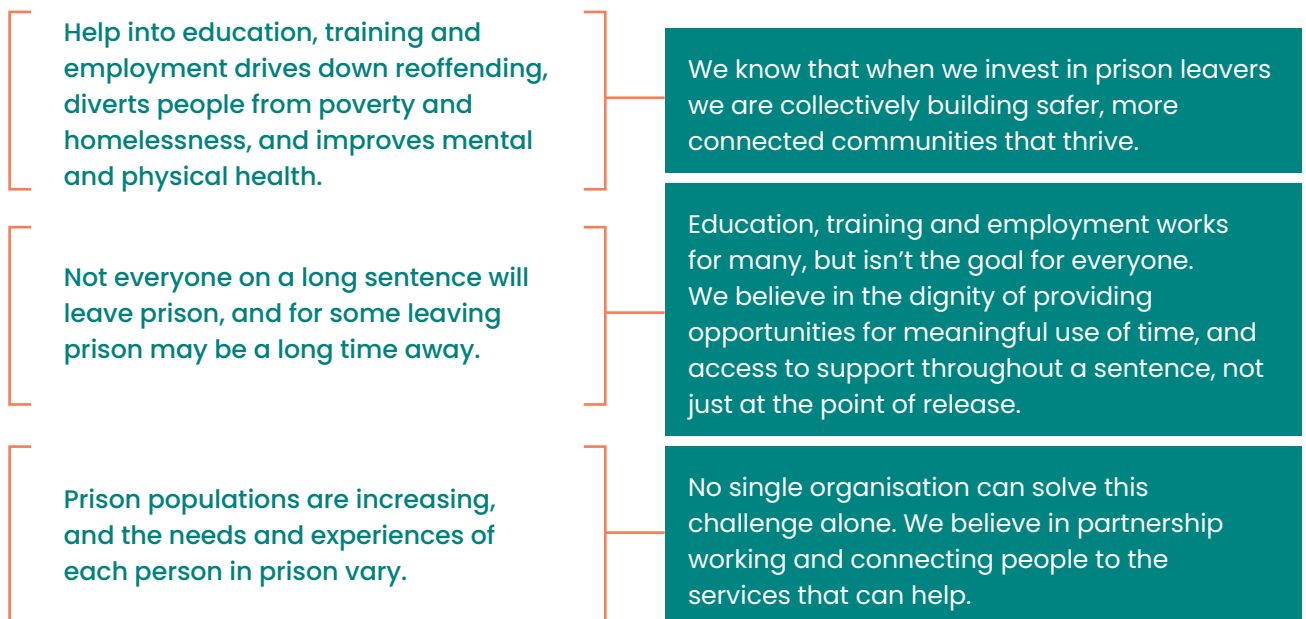 Help into education, training and
employment drives down reoffending,
diverts people from poverty and
homelessness, and improves mental
and physical health.
We know that when we invest in prison leavers
we are collectively building safer, more
connected communities that thrive.
Not everyone on a long sentence will
leave prison, and for some leaving
prison may be a long time away.
Education, training and employment works
for many, but isn’t the goal for everyone.
We believe in the dignity of providing
opportunities for meaningful use of time, and
access to support throughout a sentence, not
just at the point of release.
Prison populations are increasing,
and the needs and experiences of
each person in prison vary.
No single organisation can solve this
challenge alone. We believe in partnership
working and connecting people to the
services that can help.